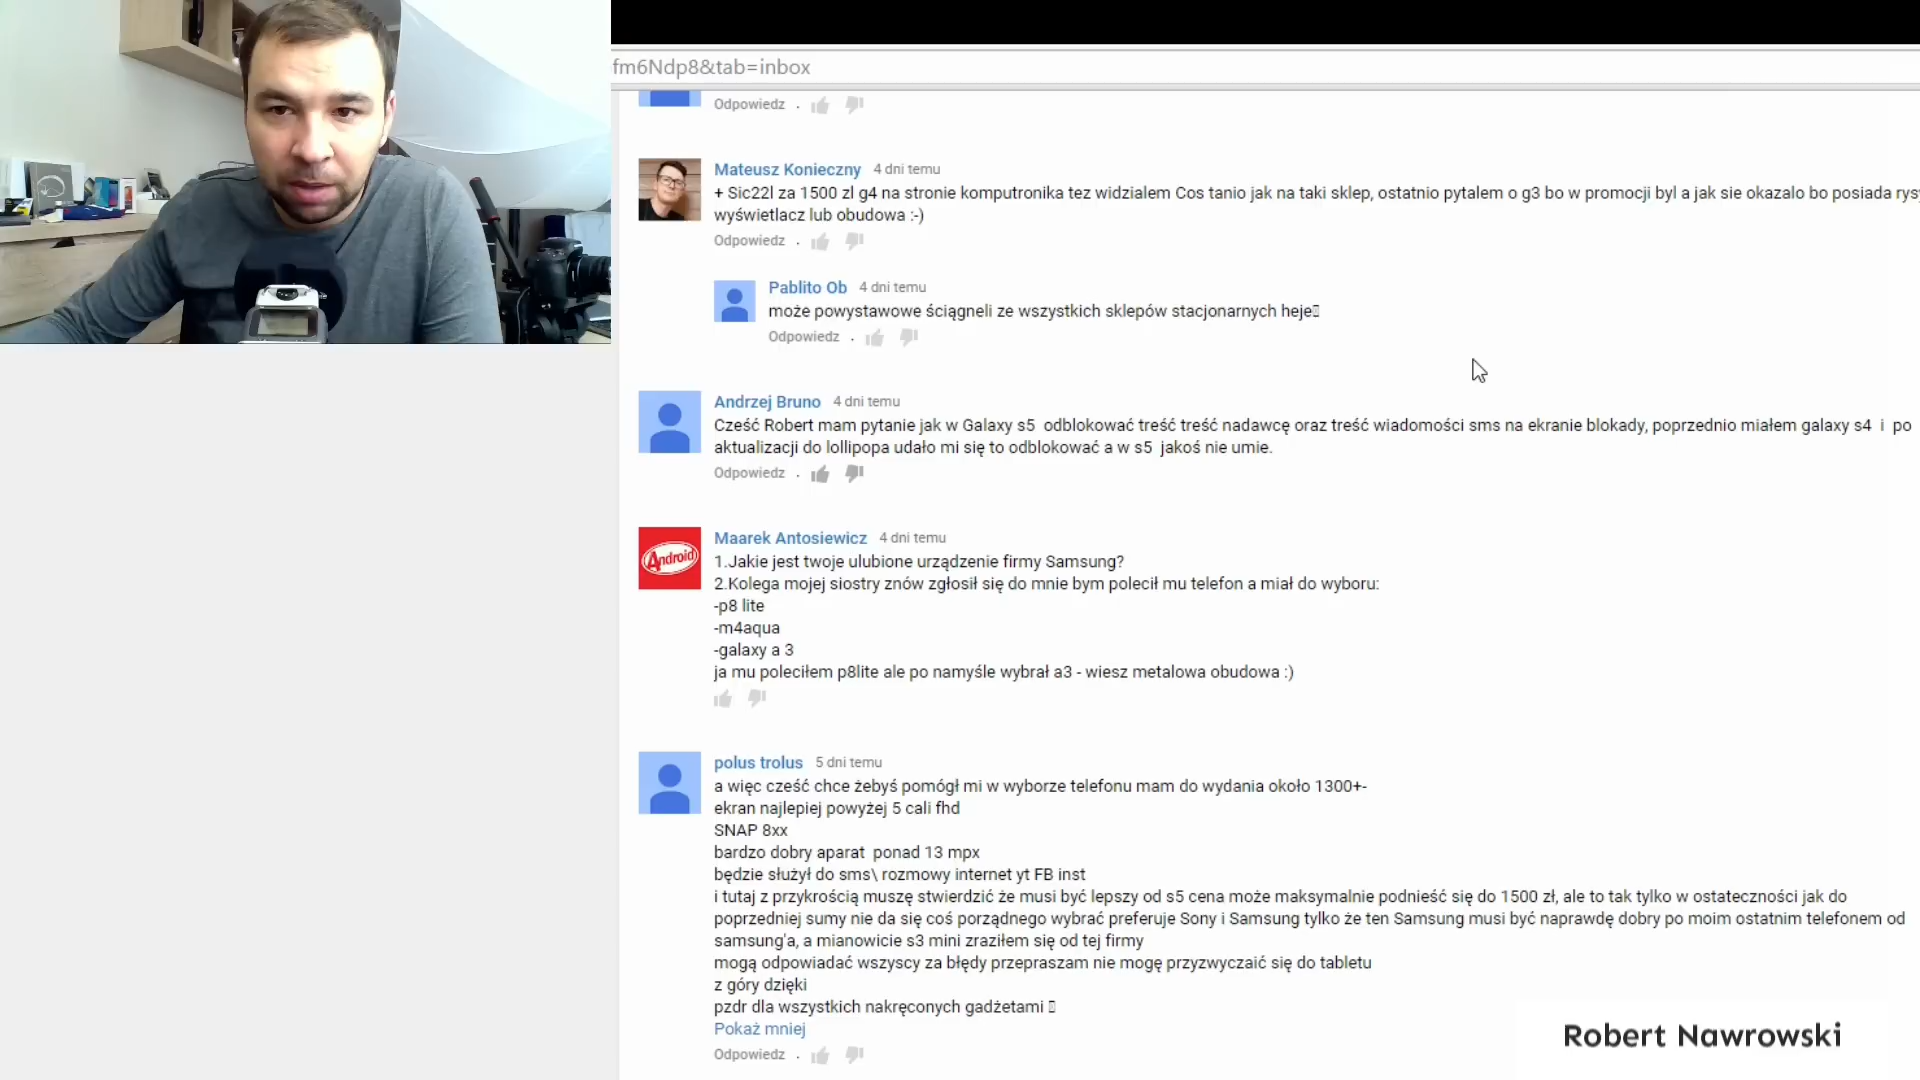 fm6Ndp8&tab=inbox
Odpowiedz .
Mateusz Konieczny 4 dni temu
+ Sic22l za 1500 zl g4 na stronie komputronika tez widzialem Cos tanio jak na taki sklep, ostatnio pytalem o g3 bo w promocji byl a jak sie okazalo bo posiada rysy
wyświetlacz lub obudowa :-)
Odpowiedz .
Pablito Ob 4 dni temu
może powystawowe ściągneli ze wszystkich sklepów stacjonarnych heje
Odpowiedz .
Andrzej Bruno 4 dni temu
Cześć Robert mam pytanie jak w Galaxy s5 odblokować treść treść nadawcę oraz treść wiadomości sms na ekranie blokady, poprzednio miałem galaxy s4 i po
aktualizacji do lollipopa udało mi się to odblokować a w s5 jakoś nie umie.
Odpowiedz .
Maarek Antosiewicz 4 dni temu
Android
1.Jakie jest twoje ulubione urządzenie firmy Samsung?
2.Kolega mojej siostry znów zgłosił się do mnie bym polecił mu telefon a miał do wyboru:
-p8 lite
-m4aqua
-galaxy a 3
ja mu poleciłem p8lite ale po namyśle wybrał a3 - wiesz metalowa obudowa :)
polus trolus 5 dni temu
a więc cześć chce żebyś pomógł mi w wyborze telefonu mam do wydania około 1300+-
ekran najlepiej powyżej 5 cali fhd
SNAP 8xx
bardzo dobry aparat ponad 13 mpx
będzie służył do sms\ rozmowy internet yt FB inst
i tutaj z przykrością muszę stwierdzić że musi być lepszy od s5 cena może maksymalnie podnieść się do 1500 zł, ale to tak tylko w ostateczności jak do
poprzedniej sumy nie da się coś porządnego wybrać preferuje Sony i Samsung tylko że ten Samsung musi być naprawdę dobry po moim ostatnim telefonem od
samsung'a, a mianowicie s3 mini zraziłem się od tej firmy
mogą odpowiadać wszyscy za błędy przepraszam nie mogę przyzwyczaić się do tabletu
z góry dzięki
pzdr dla wszystkich nakręconych gadżetami
Pokaż mniej
Odpowiedz .
Robert Nawrowski